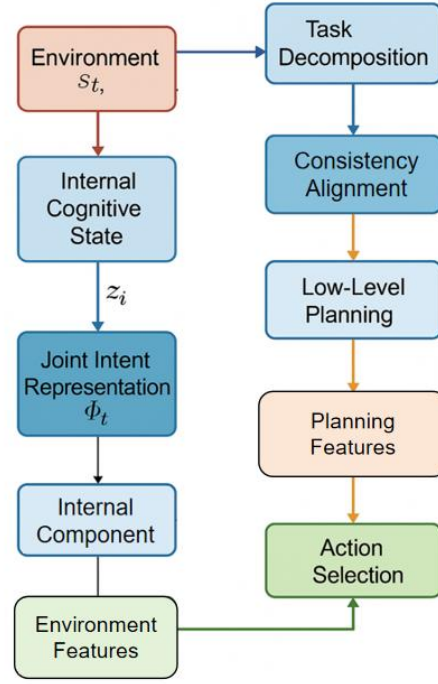 Environment
s_t,
Internal
Cognitive
State
z_i
Joint Intent
Representation
Φ_t
Internal
Component
Environment
Features
Task
Decomposition
Consistency
Alignment
Low-Level
Planning
Planning
Features
Action
Selection